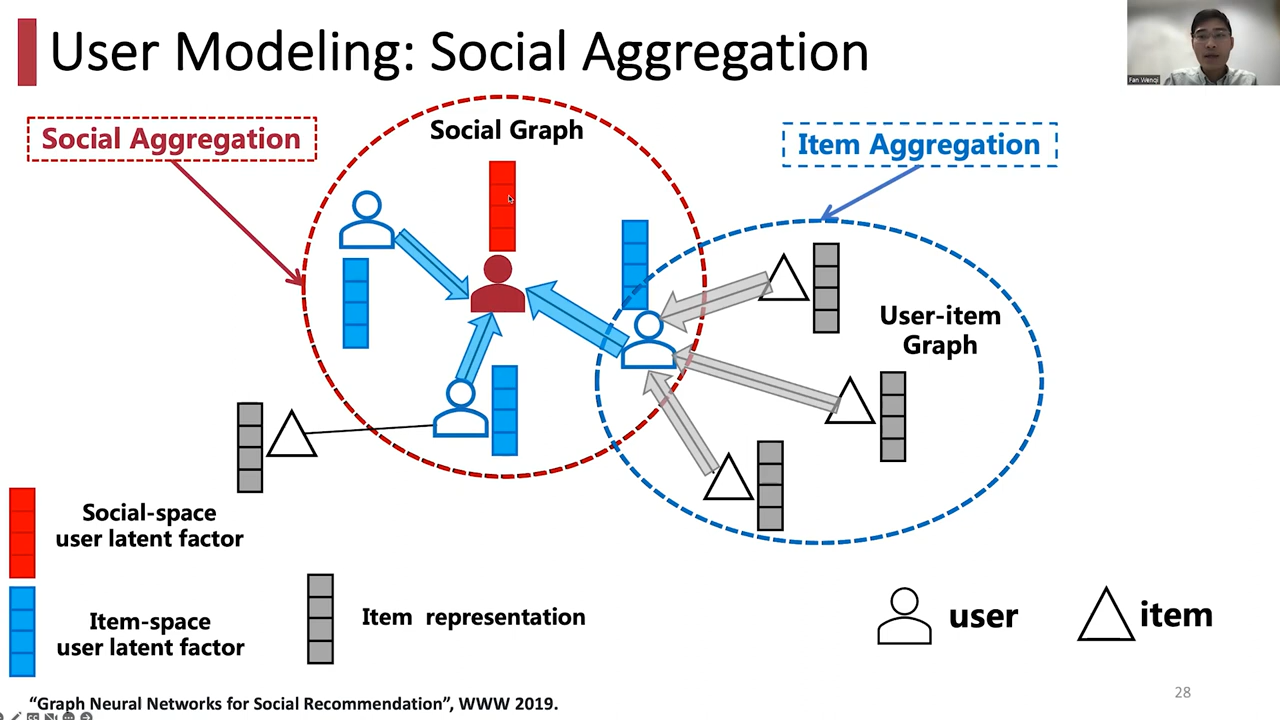 User Modeling: Social Aggregation
Fan Wenqi
Social Aggregation
Social Graph
Item Aggregation
User-item
Graph
Social-space
user latent factor
Item-space
user latent factor
Item representation
user
item
"Graph Neural Networks for Social Recommendation", WWW 2019.
28